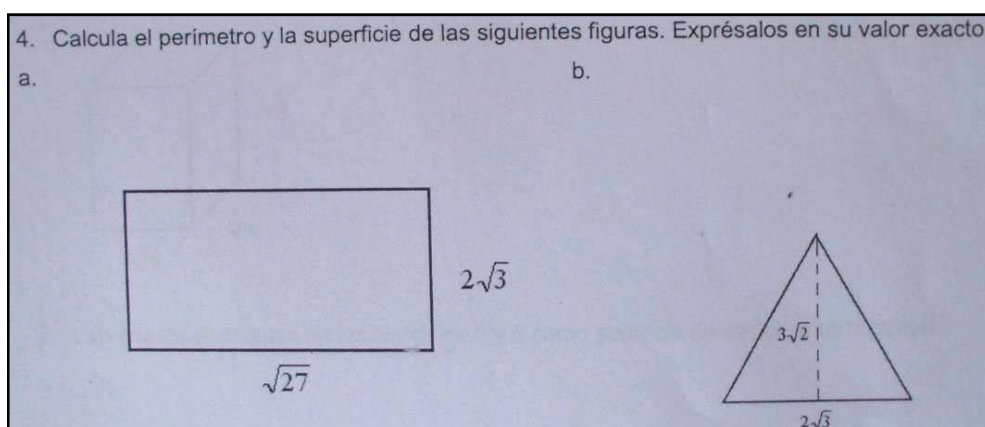 4. Calcula el perímetro y la superficie de las siguientes figuras. Exprésalos en su valor exacto
a.
b.
2√3
√27
3√2
2√3